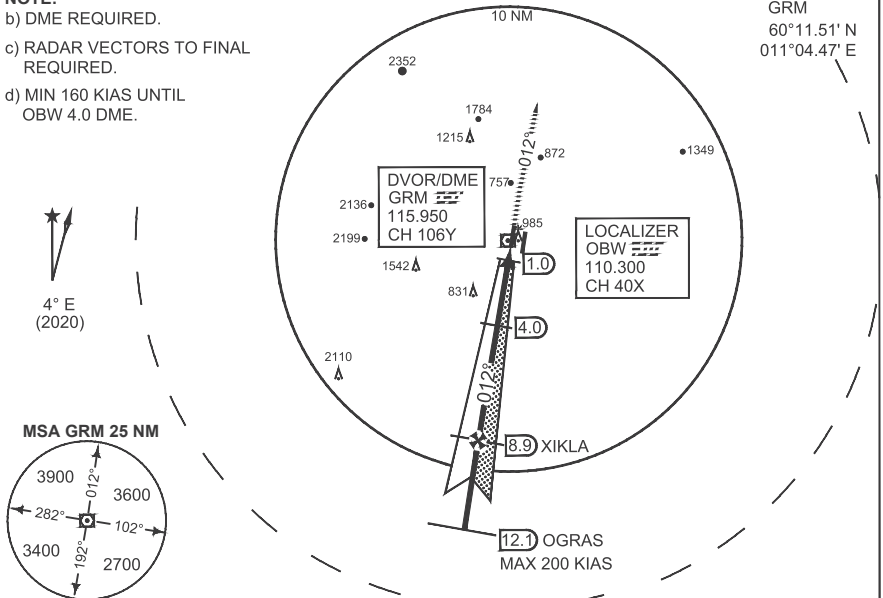 NOTE:
b) DME REQUIRED.
c) RADAR VECTORS TO FINAL
REQUIRED.
d) MIN 160 KIAS UNTIL
OBW 4.0 DME.
10 NM
GRM
60°11.51' N
011°04.47' E
2352
1784
1215
012°
872
1349
757
DVOR/DME
GRM
115.950
CH 106Y
2136
2199
985
LOCALIZER
OBW
110.300
CH 40X
1.0
1542
831
4° E
(2020)
4.0
2110
012°
MSA GRM 25 NM
8.9 XIKLA
3900
012°
3600
282°
102°
3400
192°
2700
12.1 OGRAS
MAX 200 KIAS